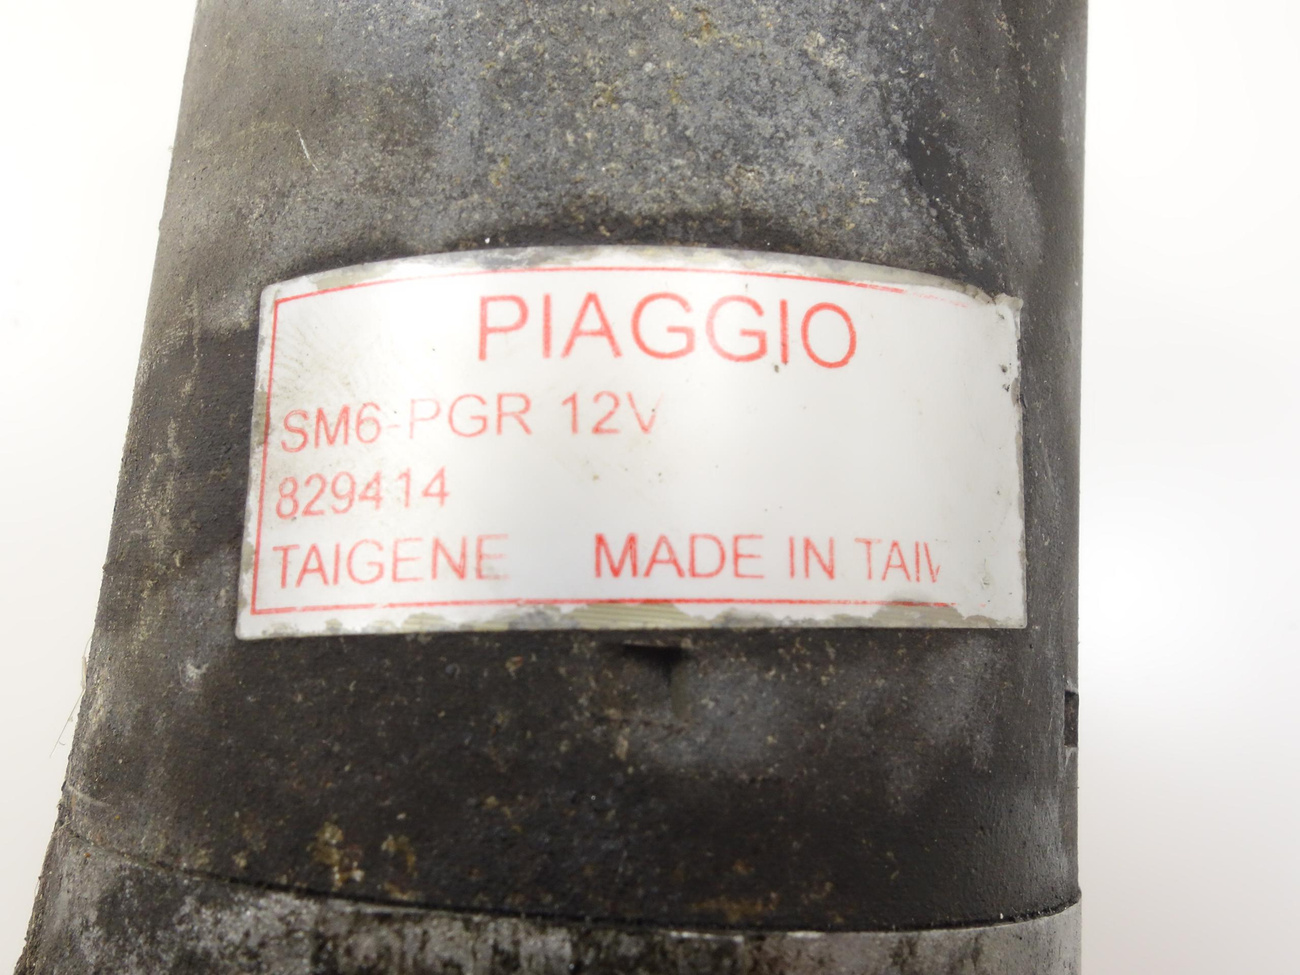 PIAGGIO
SM6-PGR 12V
829414
TAIGENE MADE IN TAIV